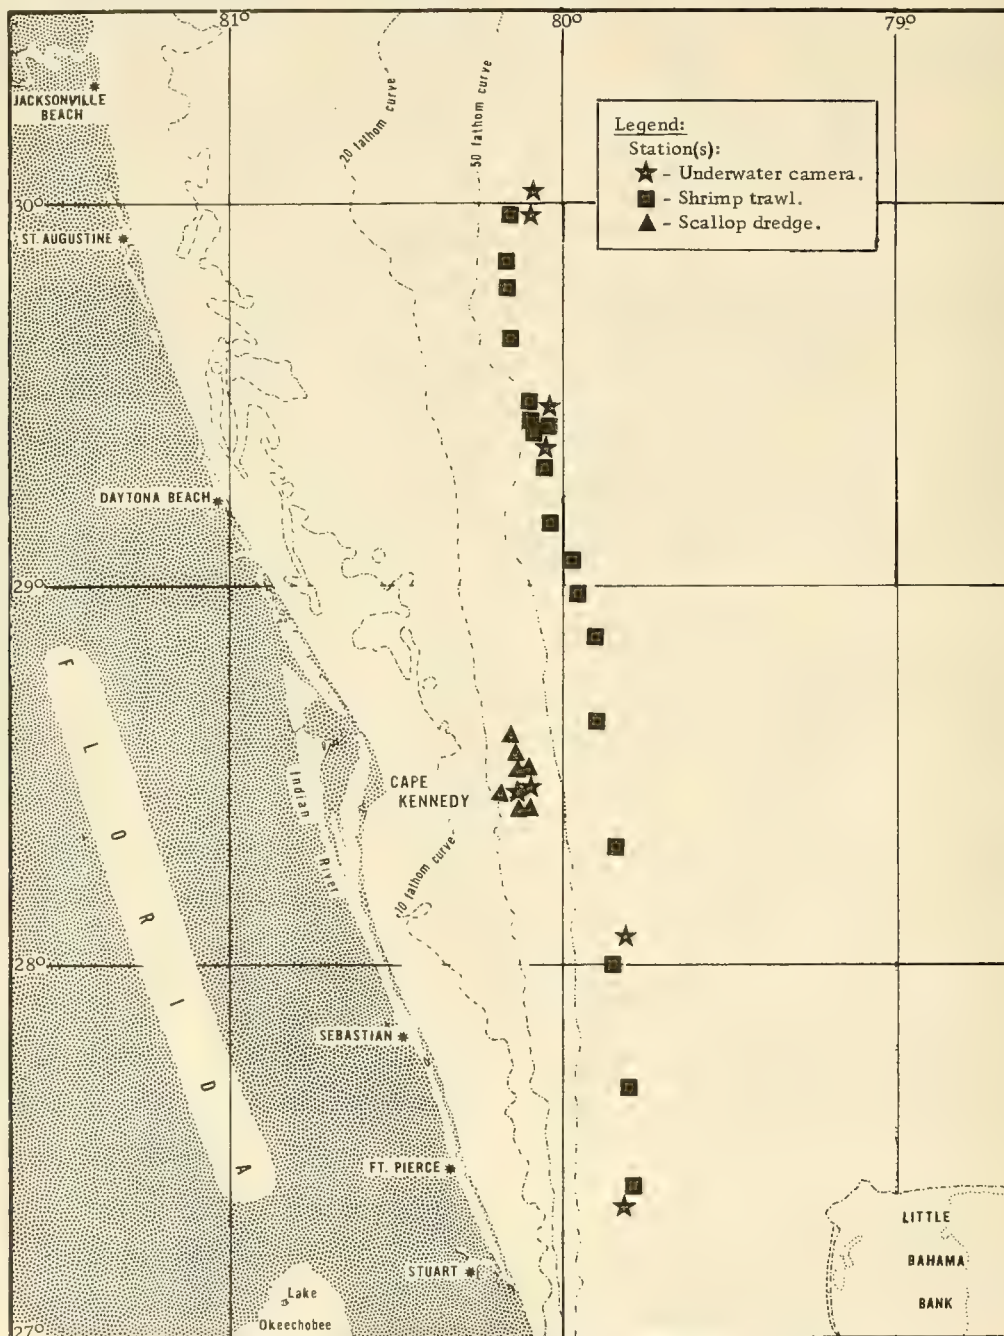 81°
80°
79°
JACKSONVILLE
BEACH
20 fathom curve
50 fathom curve
Legend:
Station(s):
- Underwater camera.
- Shrimp trawl.
- Scallop dredge.
30°
ST. AUGUSTINE
DAYTONA BEACH
29°
FLORIDA
Indian River
CAPE
KENNEDY
10 fathom curve
28°
SEBASTIAN
FT. PIERCE
LITTLE
BAHAMA
BANK
STUART
Lake
Okeechobee
27°